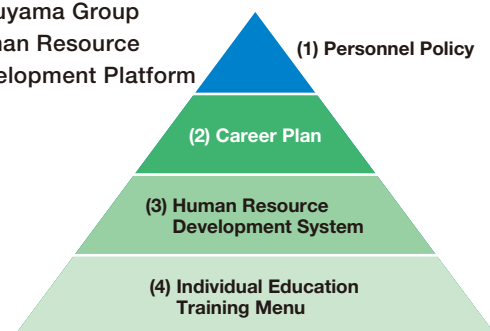 uyama Group
an Resource
elopment Platform
(1) Personnel Policy
(2) Career Plan
(3) Human Resource
Development System
(4) Individual Education
Training Menu